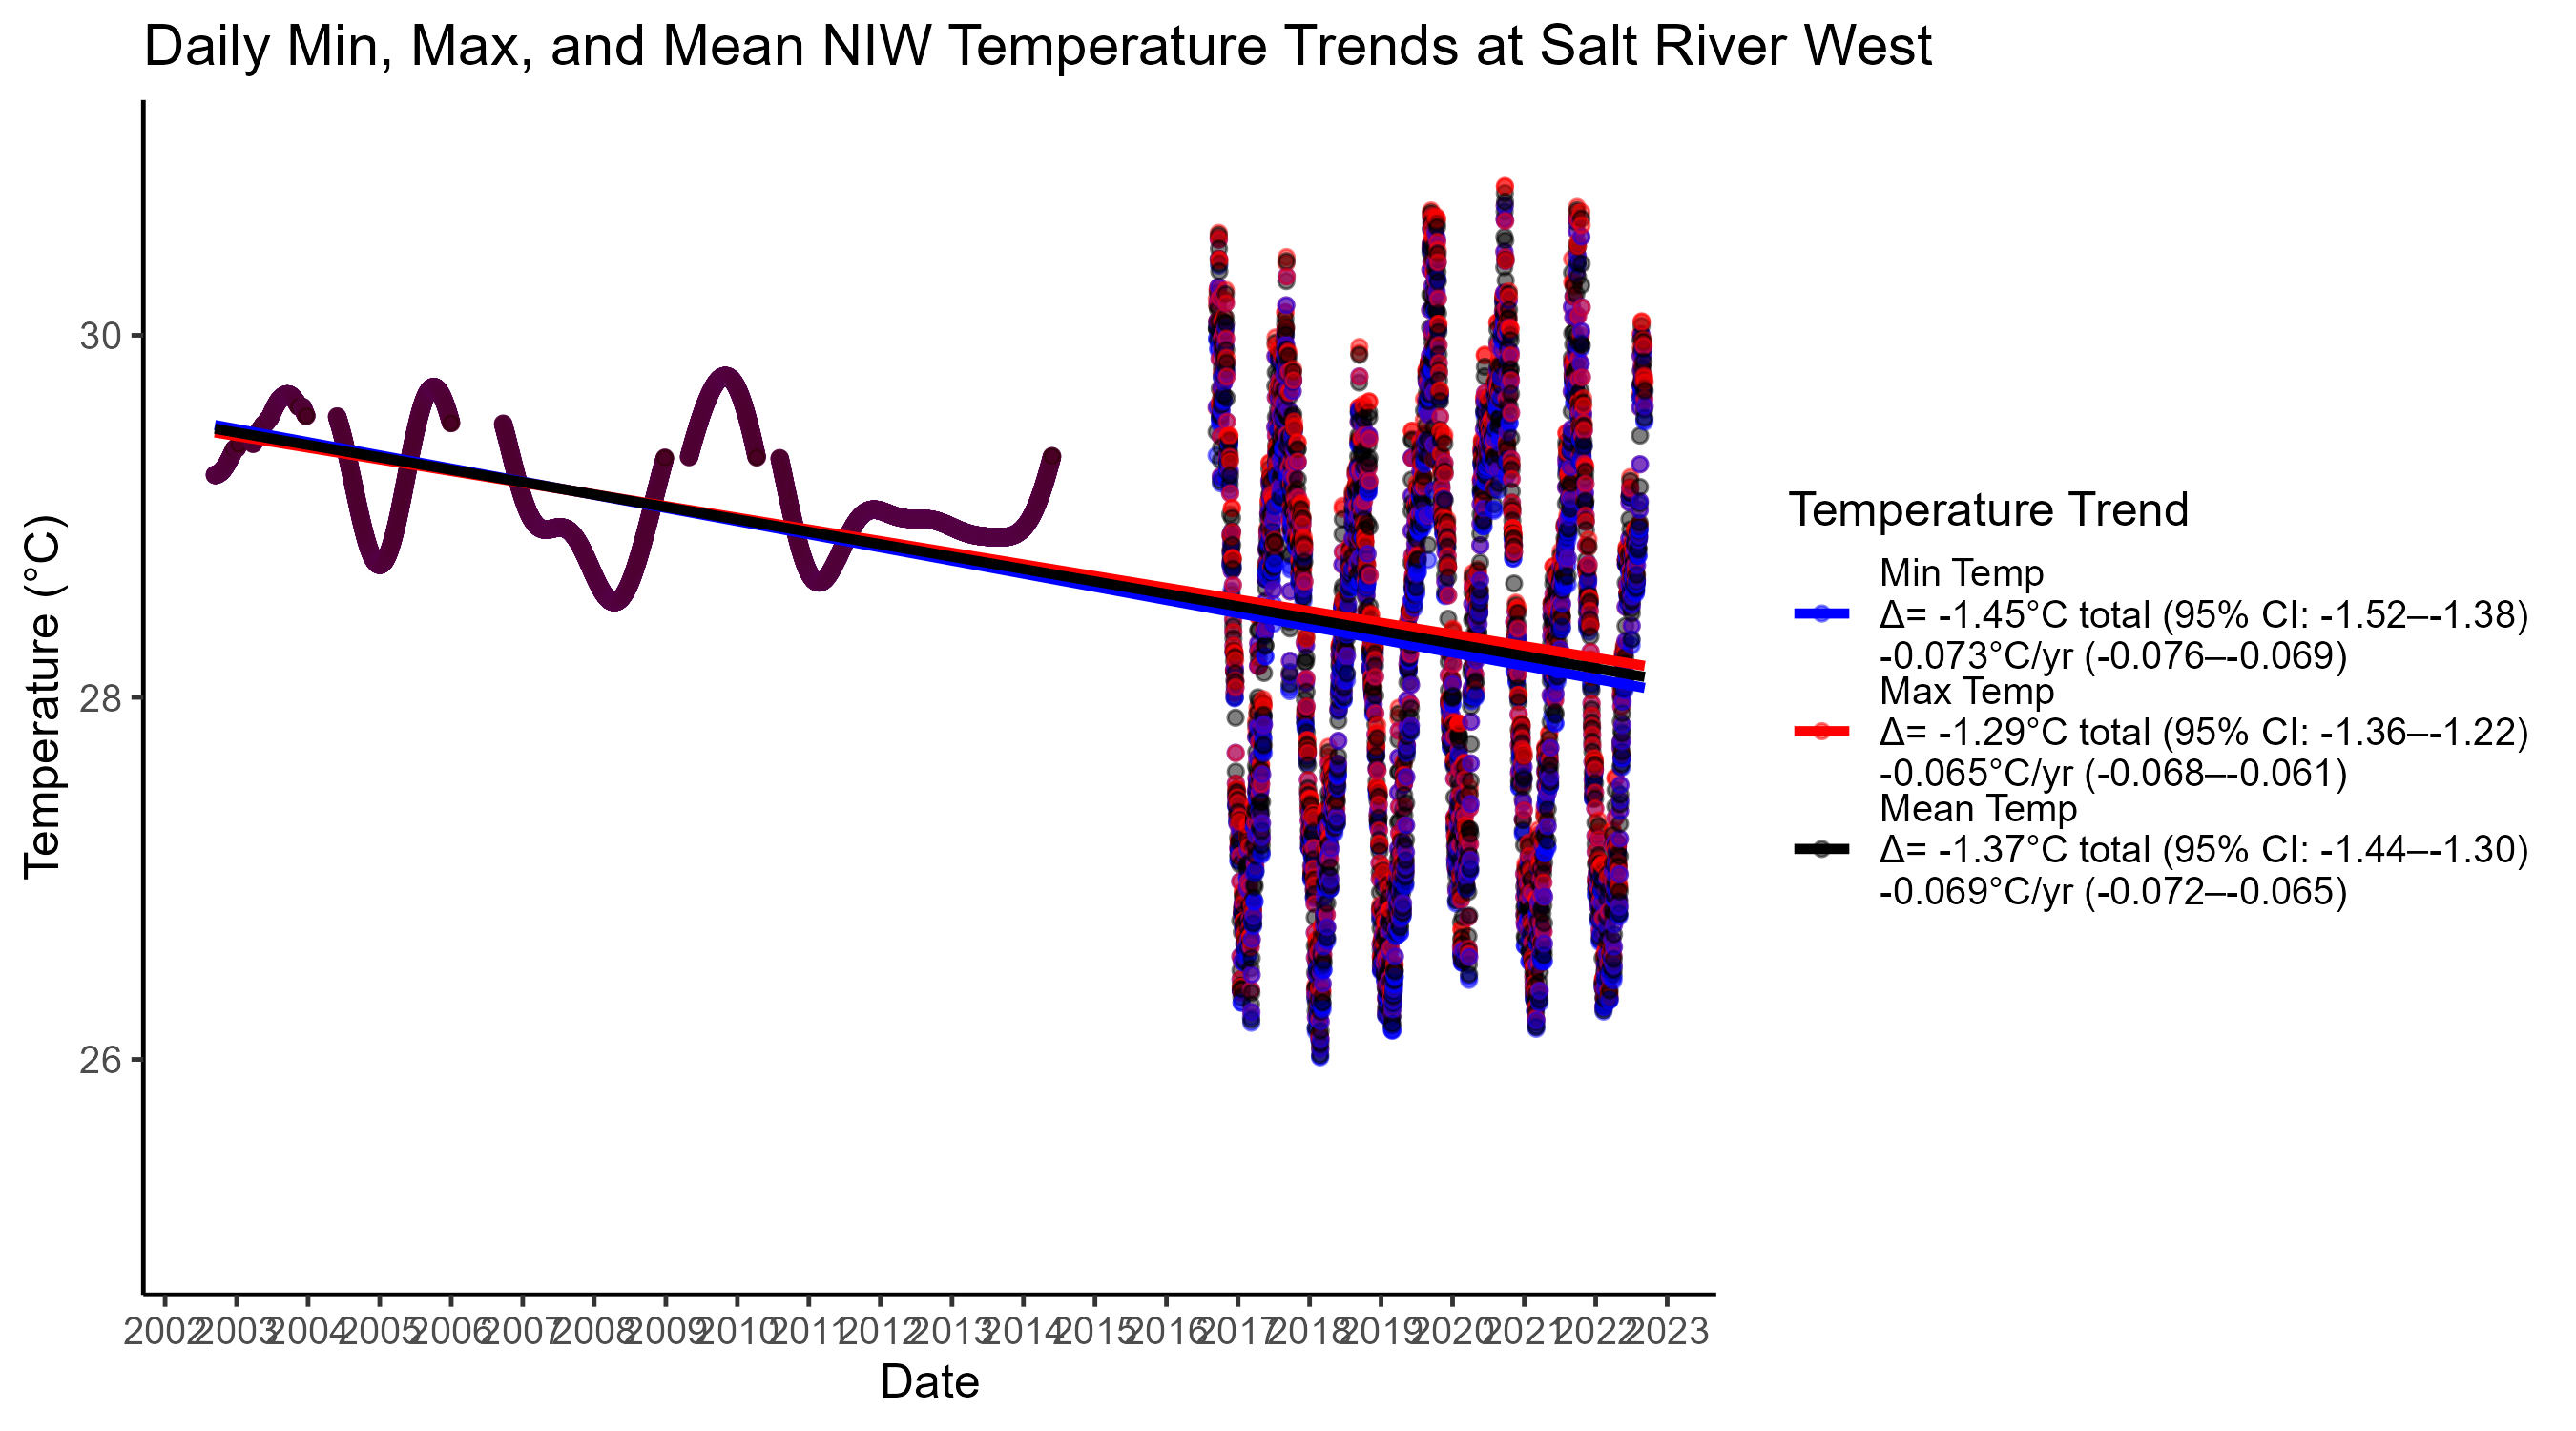 Daily Min, Max, and Mean NIW Temperature Trends at Salt River West
Temperature (°C)
30
28
26
2002 2003 2004 2005 2006 2007 2008 2009 2010 2011 2012 2013 2014 2015 2016 2017 2018 2019 2020 2021 2022 2023
Date
Temperature Trend
Min Temp
Δ= -1.45°C total (95% CI: -1.52–-1.38)
-0.073°C/yr (-0.076–-0.069)
Max Temp
Δ= -1.29°C total (95% CI: -1.36–-1.22)
-0.065°C/yr (-0.068–-0.061)
Mean Temp
Δ= -1.37°C total (95% CI: -1.44–-1.30)
-0.069°C/yr (-0.072–-0.065)